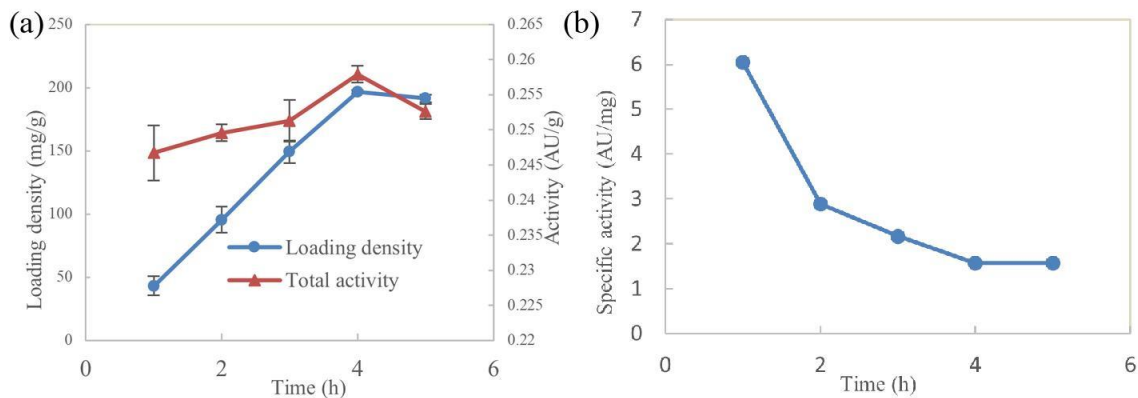 (a)
250
200
150
100
50
0
Loading density (mg/g)
0.265
0.26
0.255
0.25
0.245
0.24
0.235
0.23
0.225
0.22
Activity (AU/g)
Loading density
Total activity
0 2 4 6
Time (h)
(b)
7
6
5
4
3
2
1
0
Specific activity (AU/mg)
0 2 4 6
Time (h)